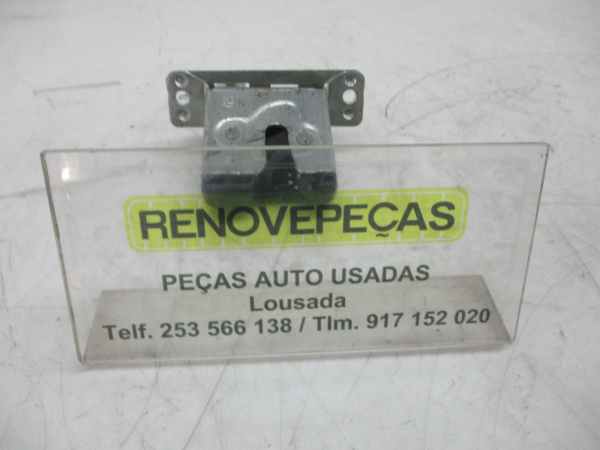 RENOVEPEÇAS
PEÇAS AUTO USADAS
Lousada
Telf. 253 566 138 / Tlm. 917 152 020